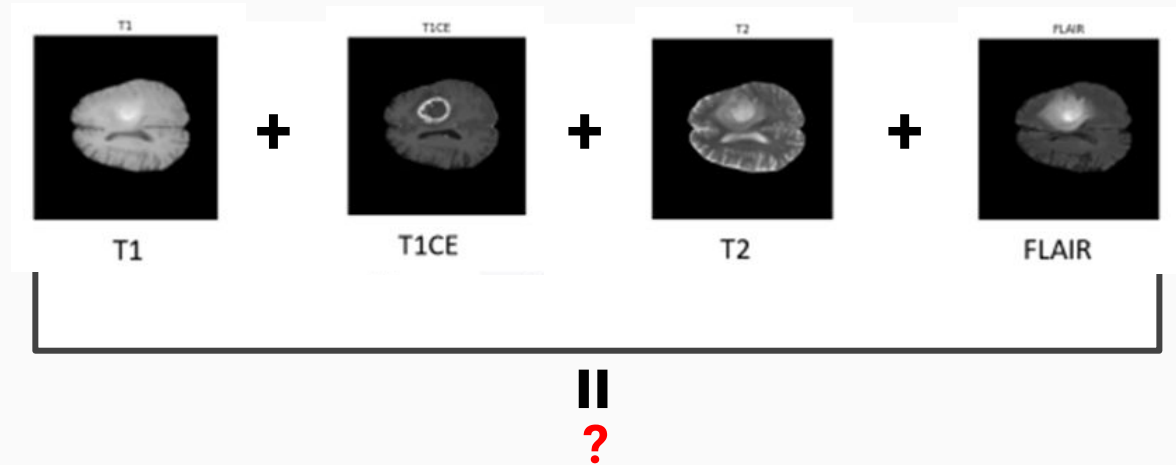 T1 T1CE T2 FLAIR
+ + +
T1 T1CE T2 FLAIR
=
?